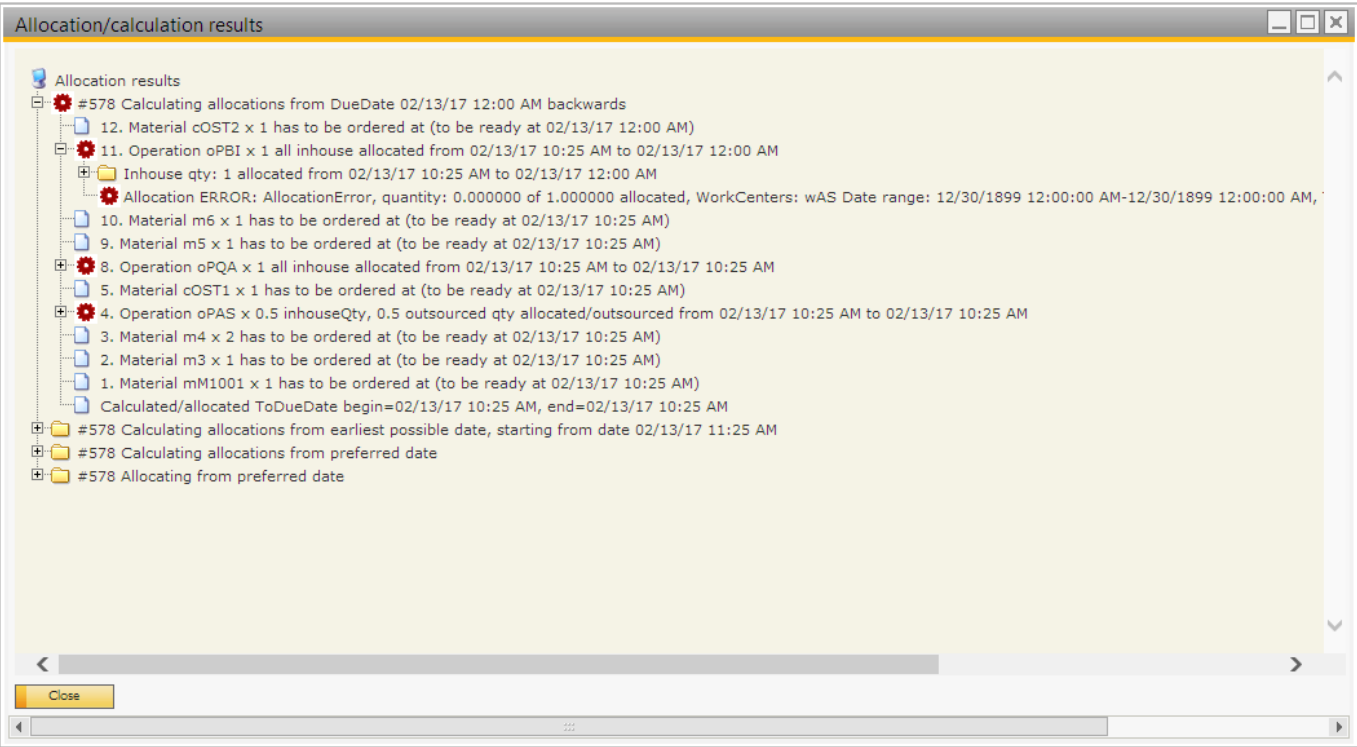 Allocation/calculation results
Allocation results
#578 Calculating allocations from DueDate 02/13/17 12:00 AM backwards
12. Material cOST2 x 1 has to be ordered at (to be ready at 02/13/17 12:00 AM)
11. Operation oPBI x 1 all inhouse allocated from 02/13/17 10:25 AM to 02/13/17 12:00 AM
Inhouse qty: 1 allocated from 02/13/17 10:25 AM to 02/13/17 12:00 AM
Allocation ERROR: AllocationError, quantity: 0.000000 of 1.000000 allocated, WorkCenters: wAS Date range: 12/30/1899 12:00:00 AM-12/30/1899 12:00:00 AM,
10. Material m6 x 1 has to be ordered at (to be ready at 02/13/17 10:25 AM)
9. Material m5 x 1 has to be ordered at (to be ready at 02/13/17 10:25 AM)
8. Operation oPQA x 1 all inhouse allocated from 02/13/17 10:25 AM to 02/13/17 10:25 AM
5. Material cOST1 x 1 has to be ordered at (to be ready at 02/13/17 10:25 AM)
4. Operation oPAS x 0.5 inhouseQty, 0.5 outsourced qty allocated/outsourced from 02/13/17 10:25 AM to 02/13/17 10:25 AM
3. Material m4 x 2 has to be ordered at (to be ready at 02/13/17 10:25 AM)
2. Material m3 x 1 has to be ordered at (to be ready at 02/13/17 10:25 AM)
1. Material mM1001 x 1 has to be ordered at (to be ready at 02/13/17 10:25 AM)
Calculated/allocated ToDueDate begin=02/13/17 10:25 AM, end=02/13/17 10:25 AM
#578 Calculating allocations from earliest possible date, starting from date 02/13/17 11:25 AM
#578 Calculating allocations from preferred date
#578 Allocating from preferred date
Close